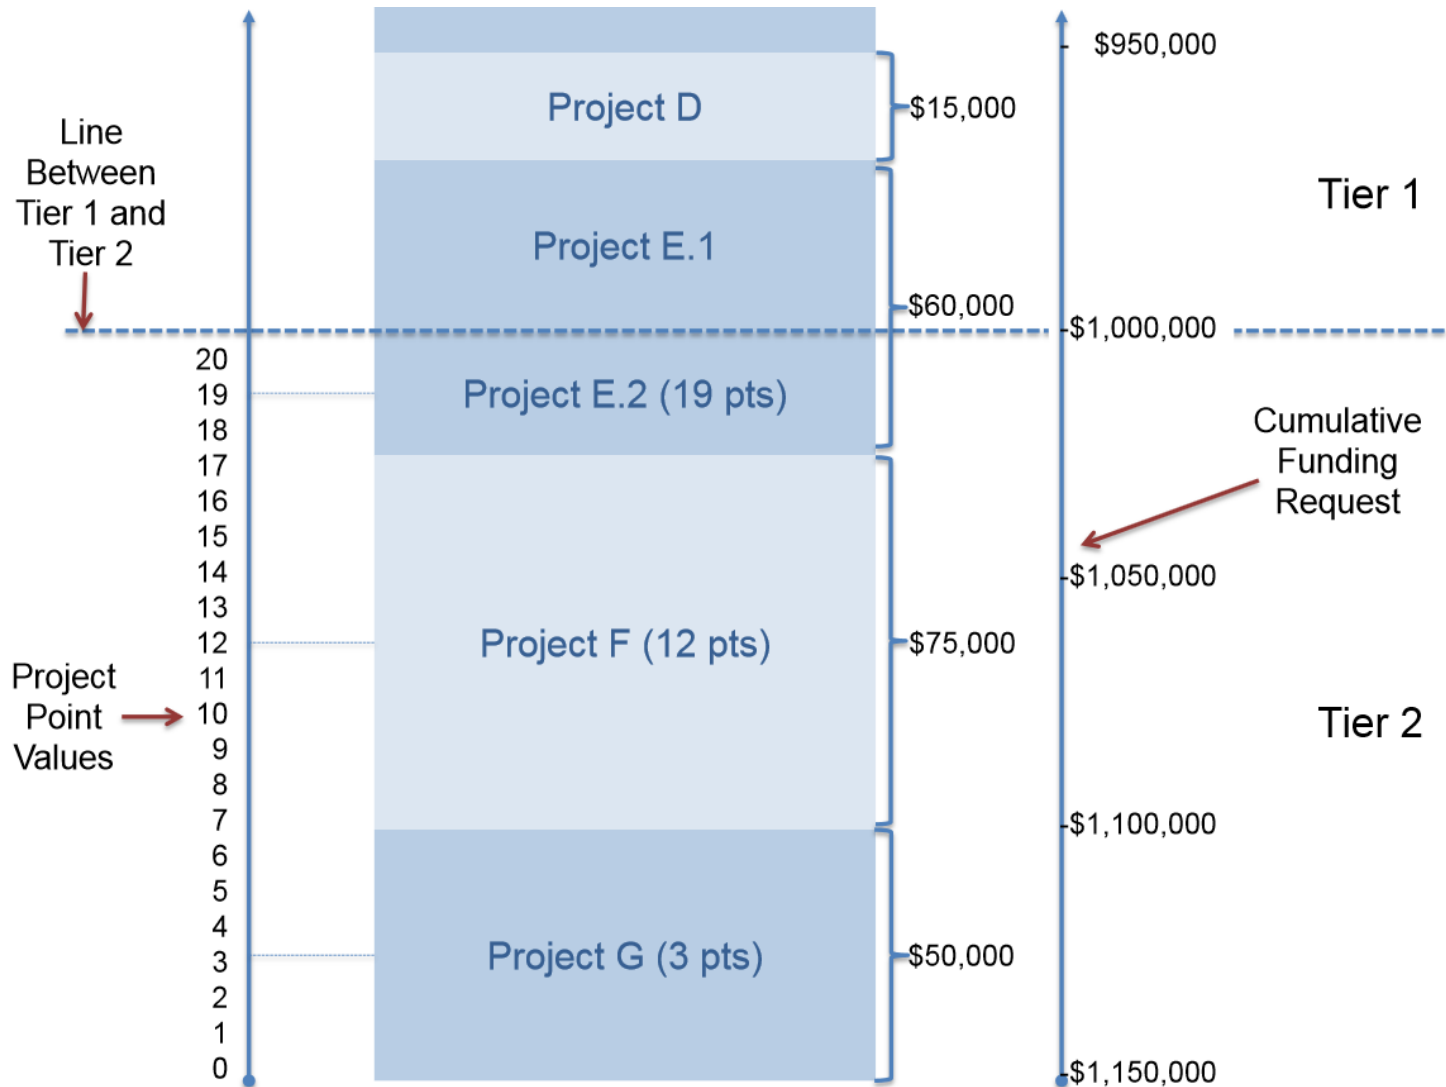 $950,000
Project D
$15,000
Line
Between
Tier 1 and
Tier 2
Tier 1
Project E.1
$60,000
$1,000,000
20
19
18
17
16
15
14
13
12
11
10
9
8
7
6
5
4
3
2
1
0
Project E.2 (19 pts)
Cumulative
Funding
Request
$1,050,000
Project F (12 pts)
$75,000
Project
Point
Values
Tier 2
$1,100,000
Project G (3 pts)
$50,000
$1,150,000